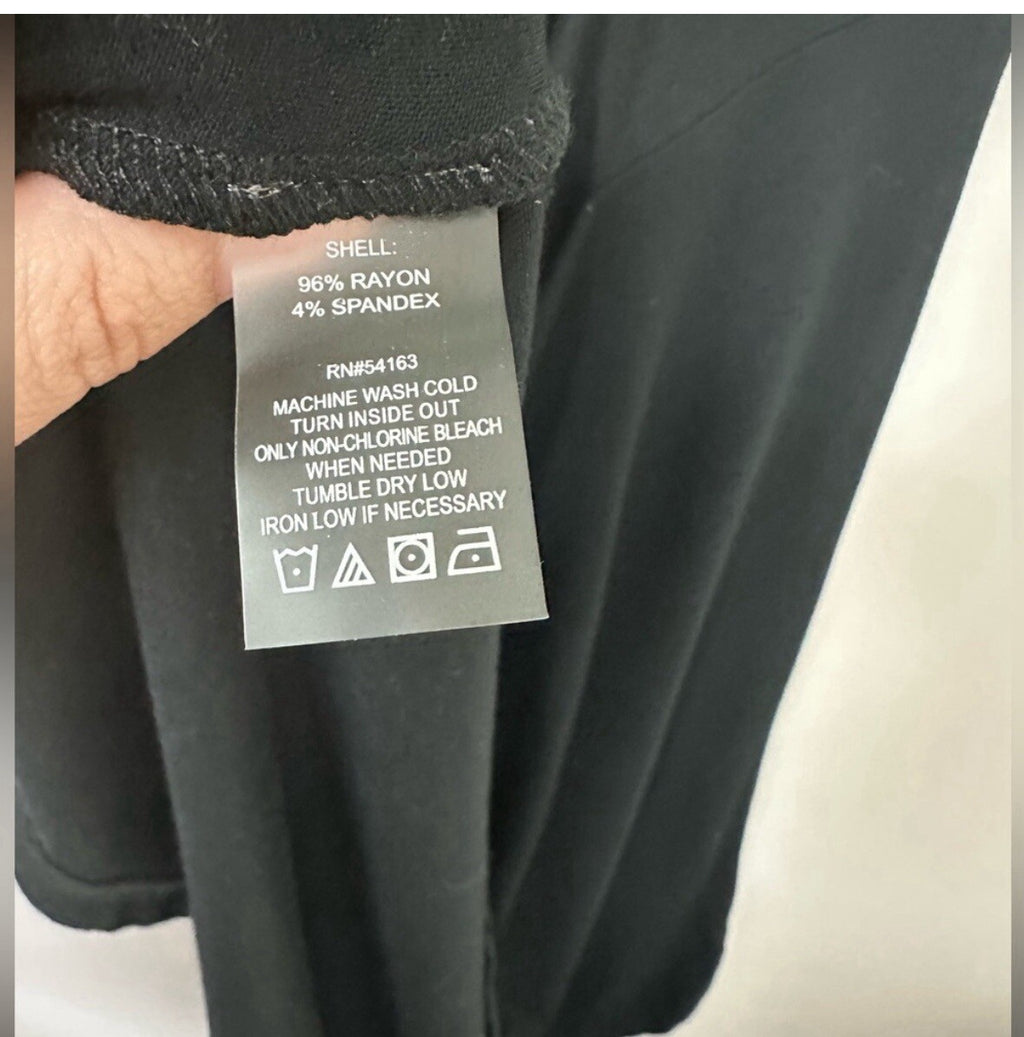 SHELL:
96% RAYON
4% SPANDEX
RN#54163
MACHINE WASH COLD
TURN INSIDE OUT
ONLY NON-CHLORINE BLEACH
WHEN NEEDED
TUMBLE DRY LOW
IRON LOW IF NECESSARY